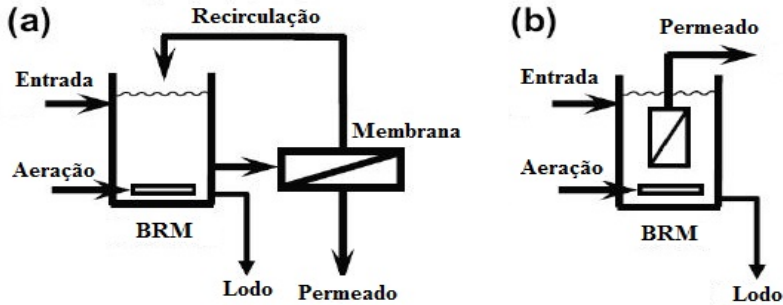 (a)
Recirculação
Entrada
Membrana
Aeração
BRM
Lodo
Permeado
(b)
Permeado
Entrada
Aeração
BRM
Lodo